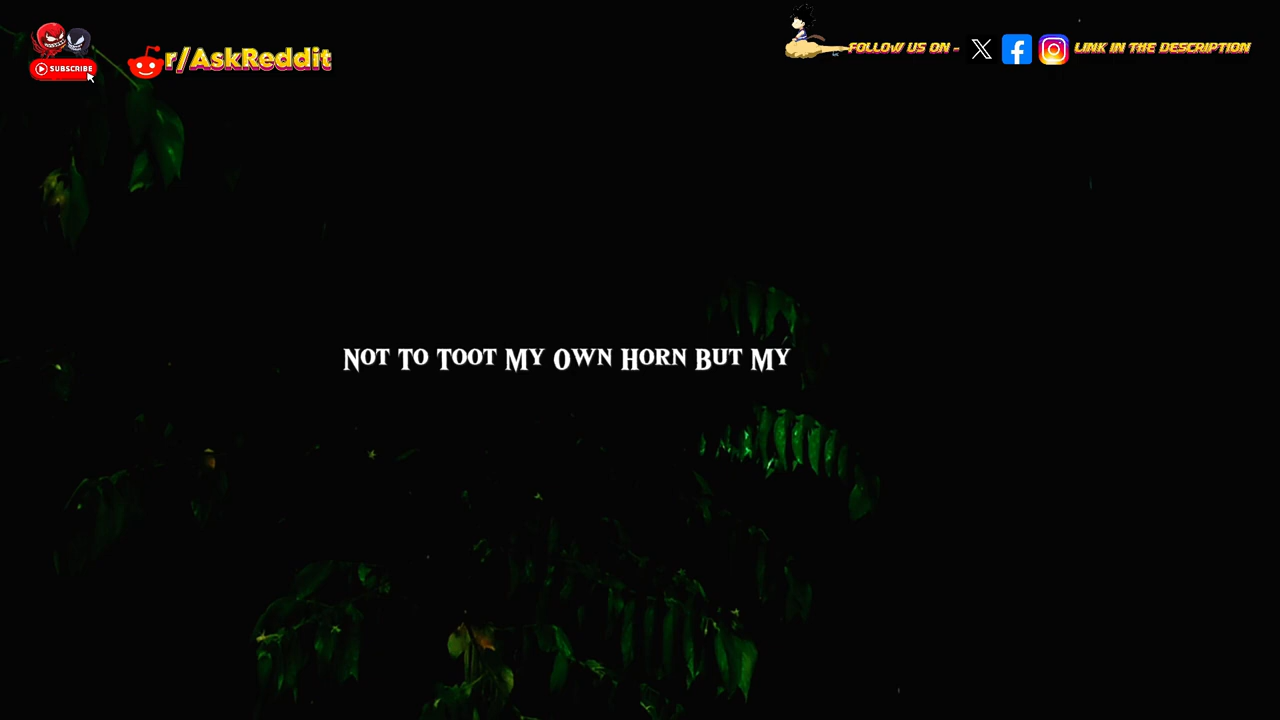 SUBSCRIBE
r/AskReddit
FOLLOW US ON -
LINK IN THE DESCRIPTION
Not To Toot My Own Horn But My